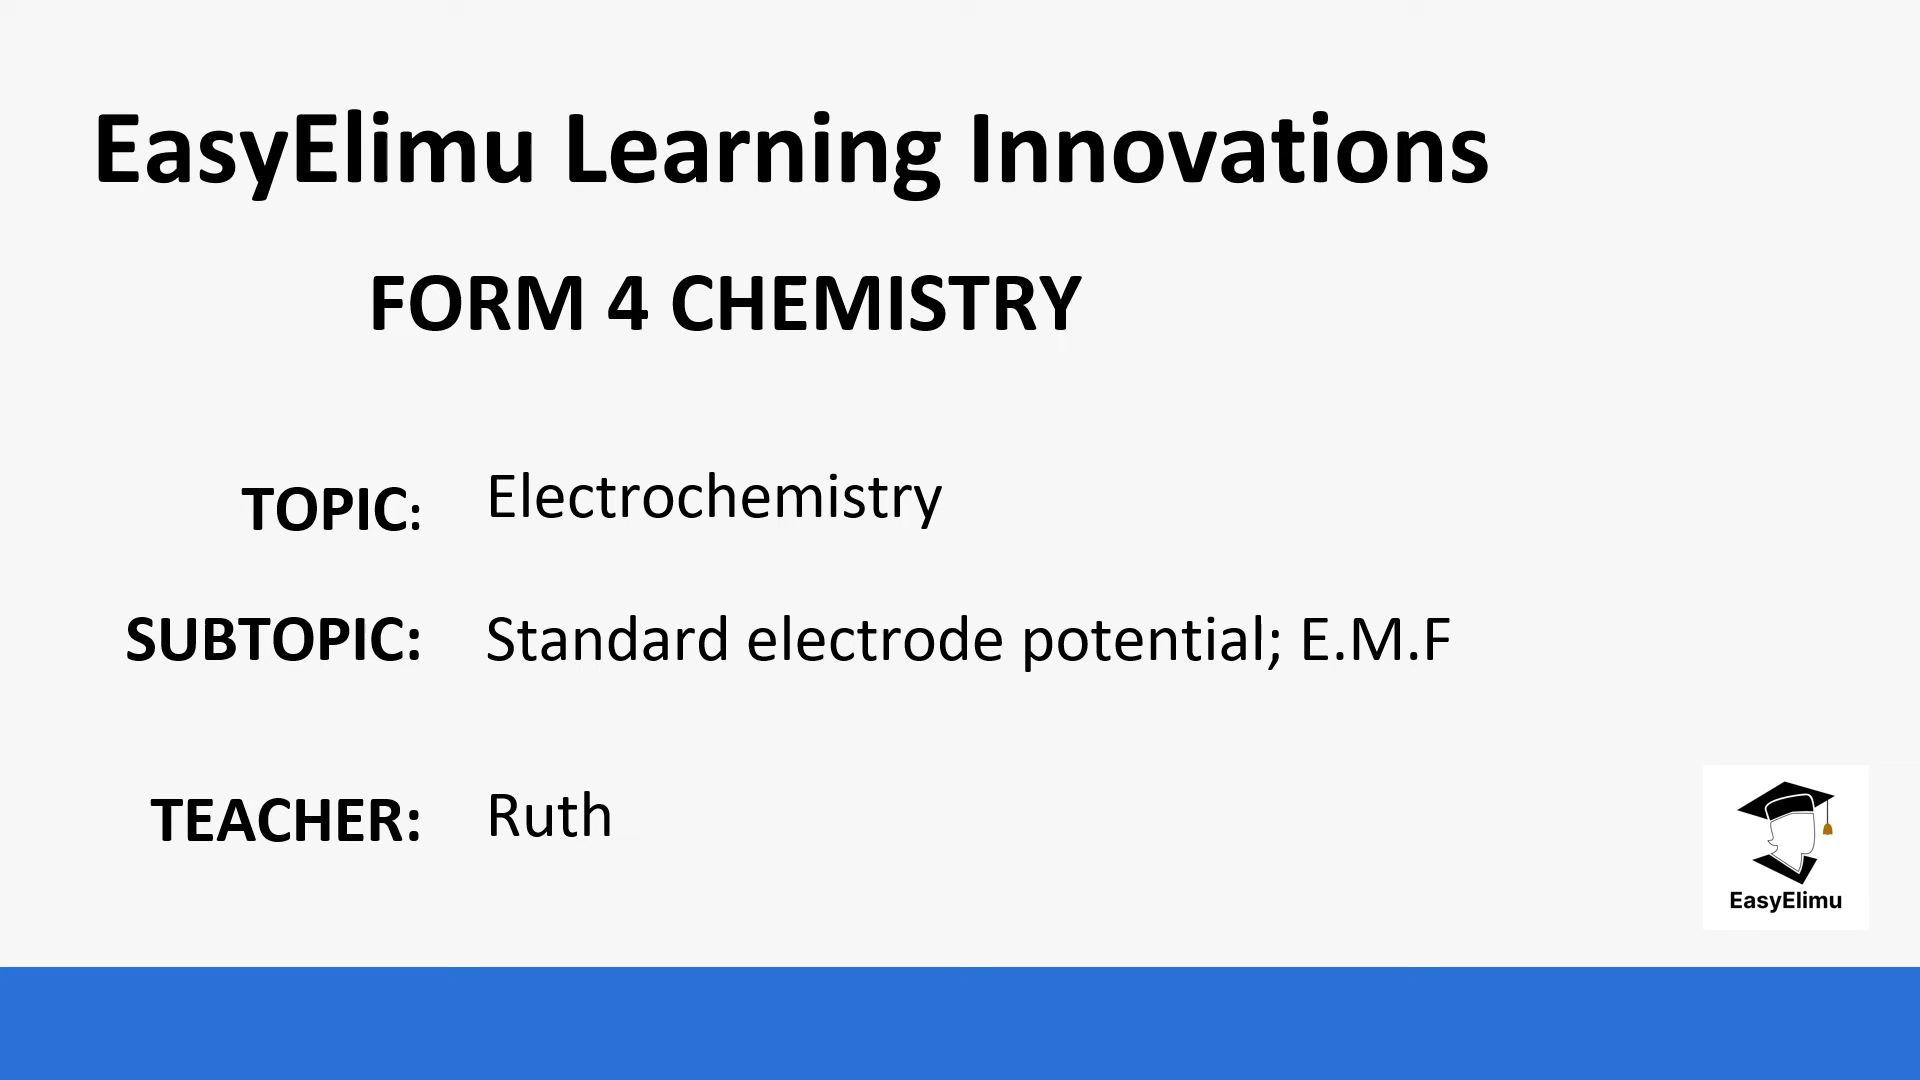 EasyElimu Learning Innovations
FORM 4 CHEMISTRY
TOPIC: Electrochemistry
SUBTOPIC: Standard electrode potential; E.M.F
TEACHER: Ruth
EasyElimu